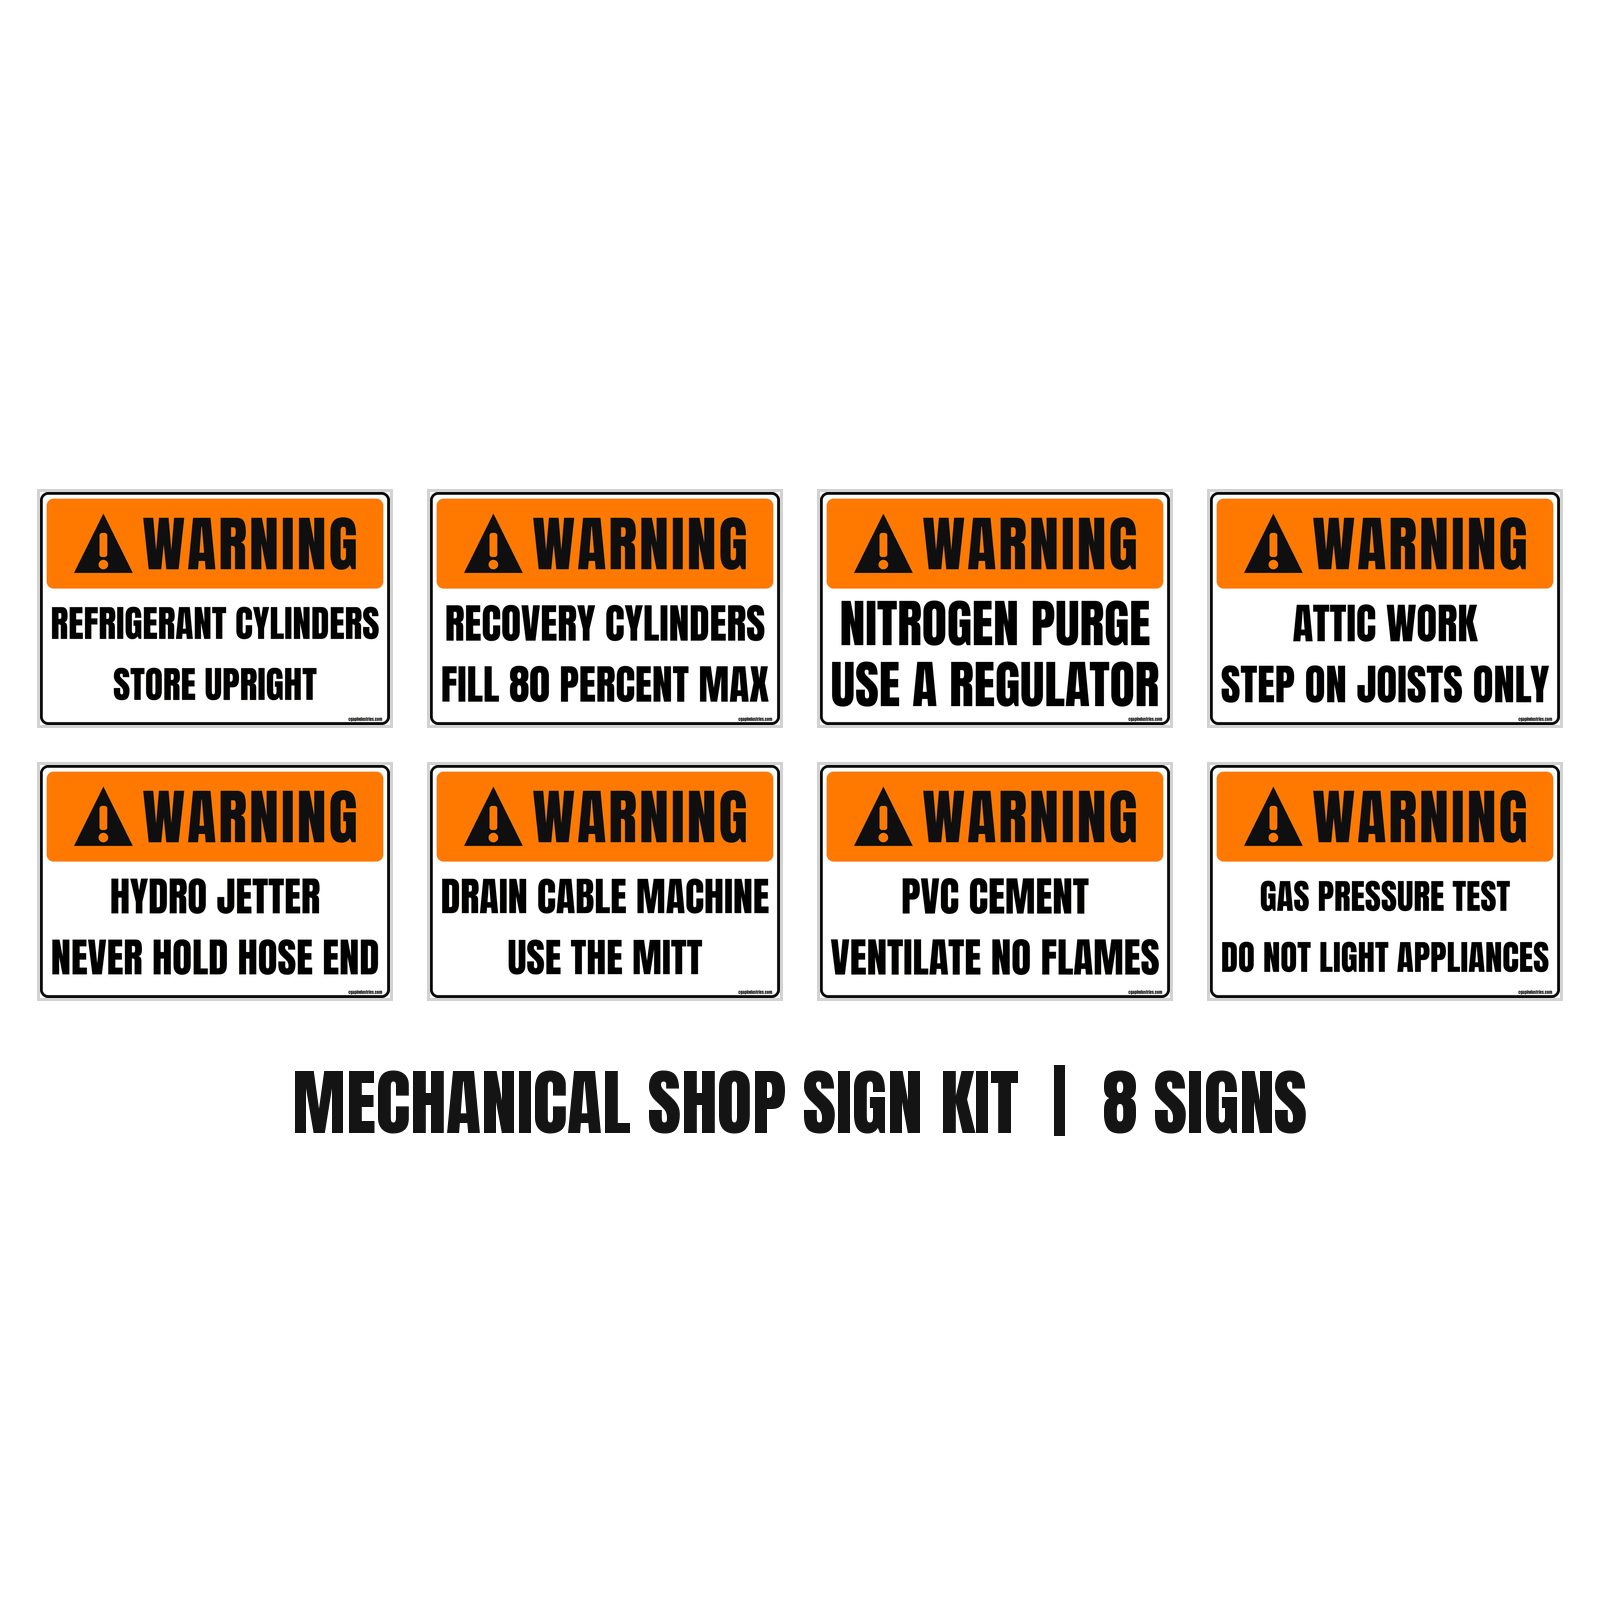 WARNING
REFRIGERANT CYLINDERS
STORE UPRIGHT
WARNING
RECOVERY CYLINDERS
FILL 80 PERCENT MAX
WARNING
NITROGEN PURGE
USE A REGULATOR
WARNING
ATTIC WORK
STEP ON JOISTS ONLY
WARNING
HYDRO JETTER
NEVER HOLD HOSE END
WARNING
DRAIN CABLE MACHINE
USE THE MITT
WARNING
PVC CEMENT
VENTILATE NO FLAMES
WARNING
GAS PRESSURE TEST
DO NOT LIGHT APPLIANCES
MECHANICAL SHOP SIGN KIT | 8 SIGNS